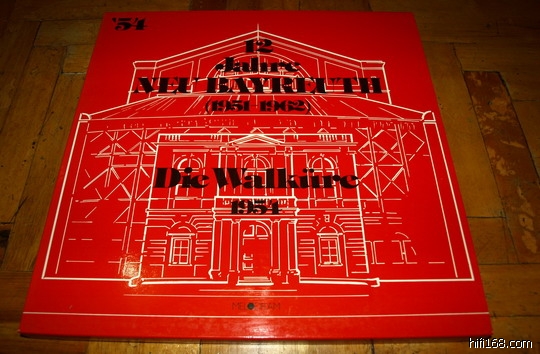 '54
12
Jahre
NEU BAYREUTH
(1951-1962)
Die Walküre
1954
hifi168.com